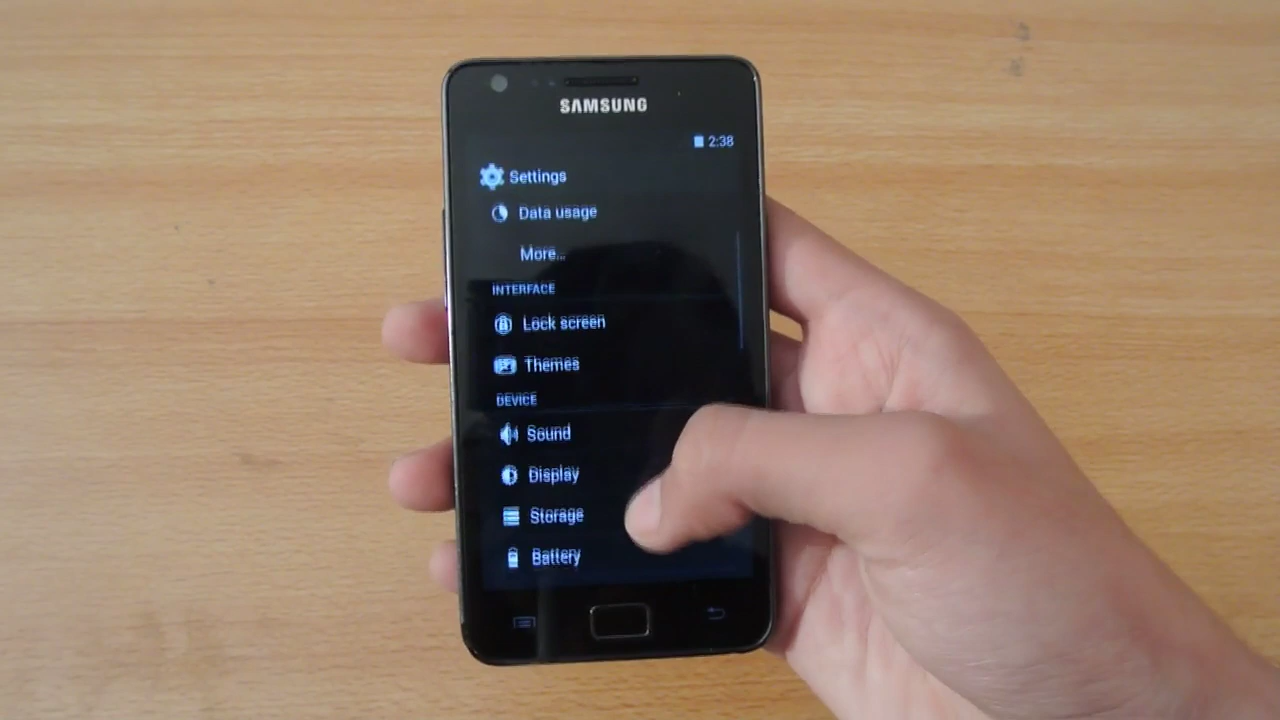 SAMSUNG
2:38
Settings
Data usage
More...
INTERFACE
Lock screen
Themes
DEVICE
Sound
Display
Storage
Battery